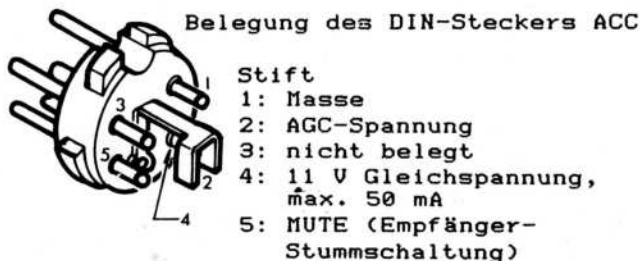 Belegung des DIN-Steckers ACC
Stift
1: Masse
2: AGC-Spannung
3: nicht belegt
4: 11 V Gleichspannung,
max. 50 mA
5: MUTE (Empfänger-
Stummschaltung)
1
3
5
2
4